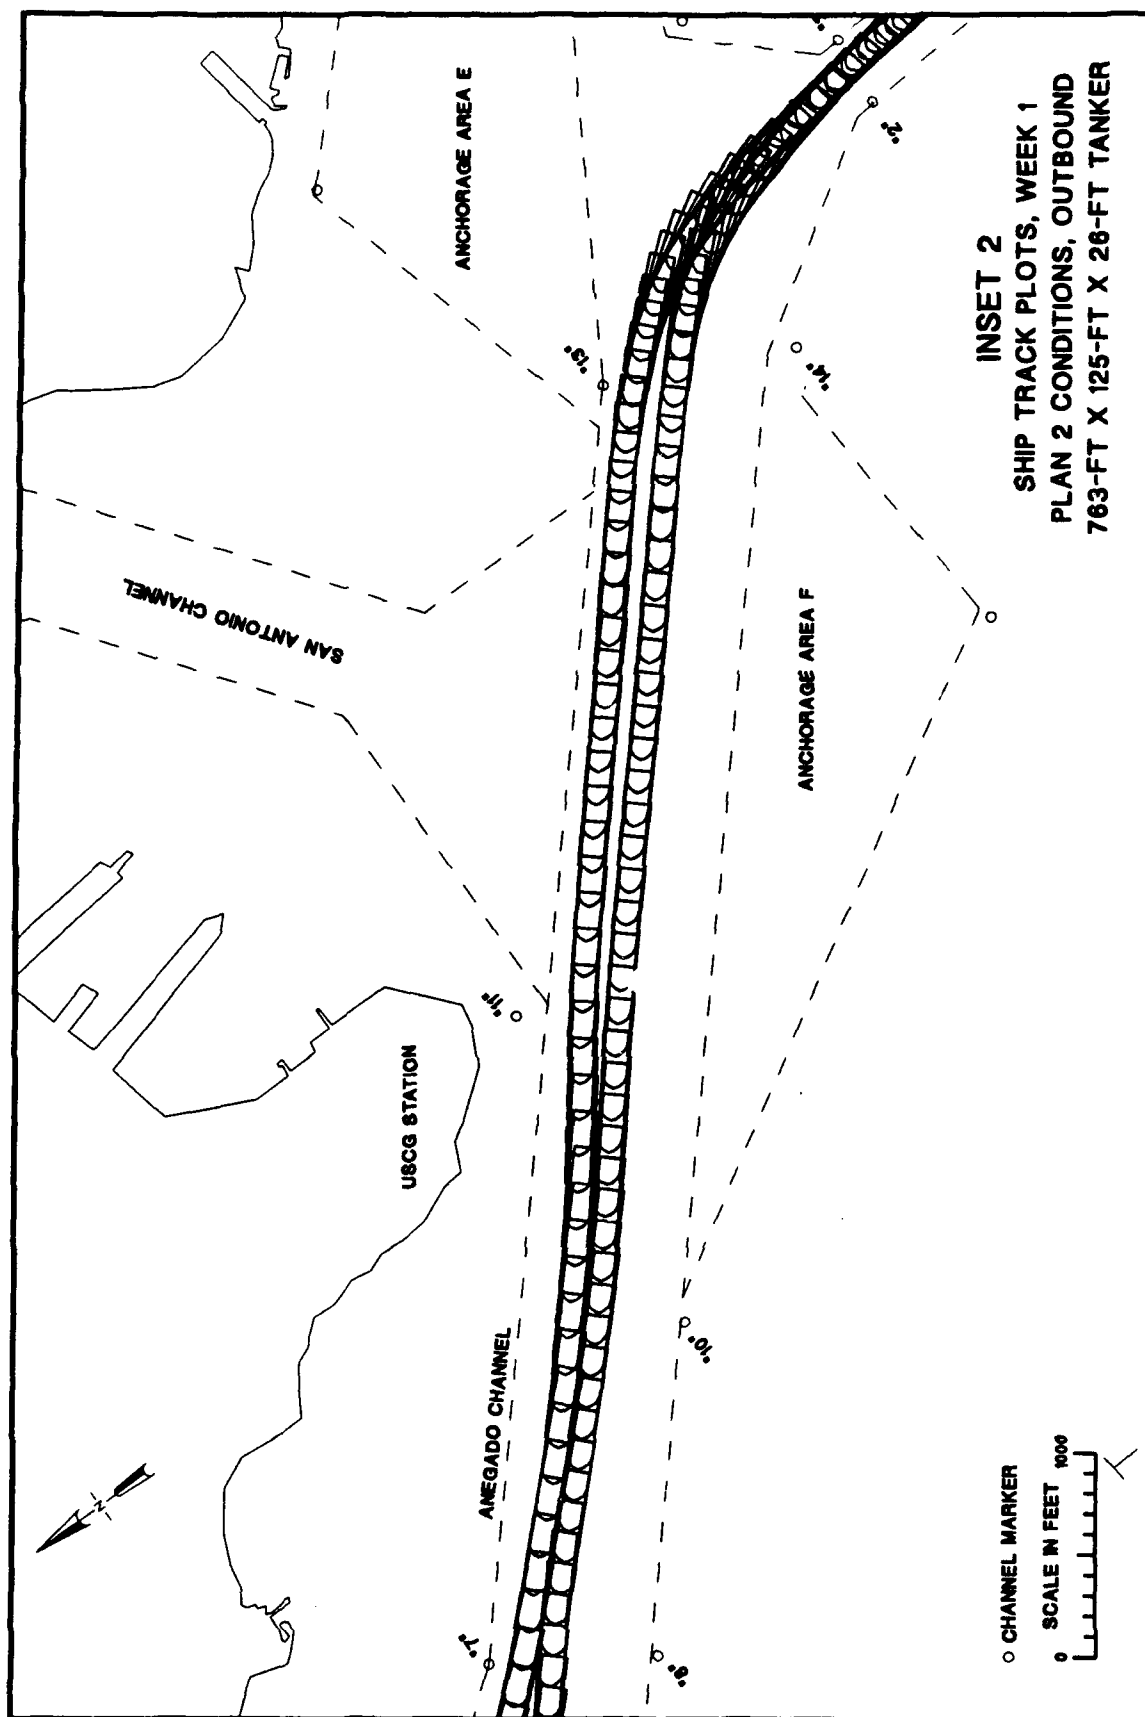 ANCHORAGE AREA E
SAN ANTONIO CHANNEL
"13"
"2"
"14"
ANCHORAGE AREA F
"11"
USCG STATION
ANEGADO CHANNEL
"10"
"7"
"8"
N
INSET 2
SHIP TRACK PLOTS, WEEK 1
PLAN 2 CONDITIONS, OUTBOUND
763-FT X 125-FT X 26-FT TANKER
O CHANNEL MARKER
SCALE IN FEET
0 1000